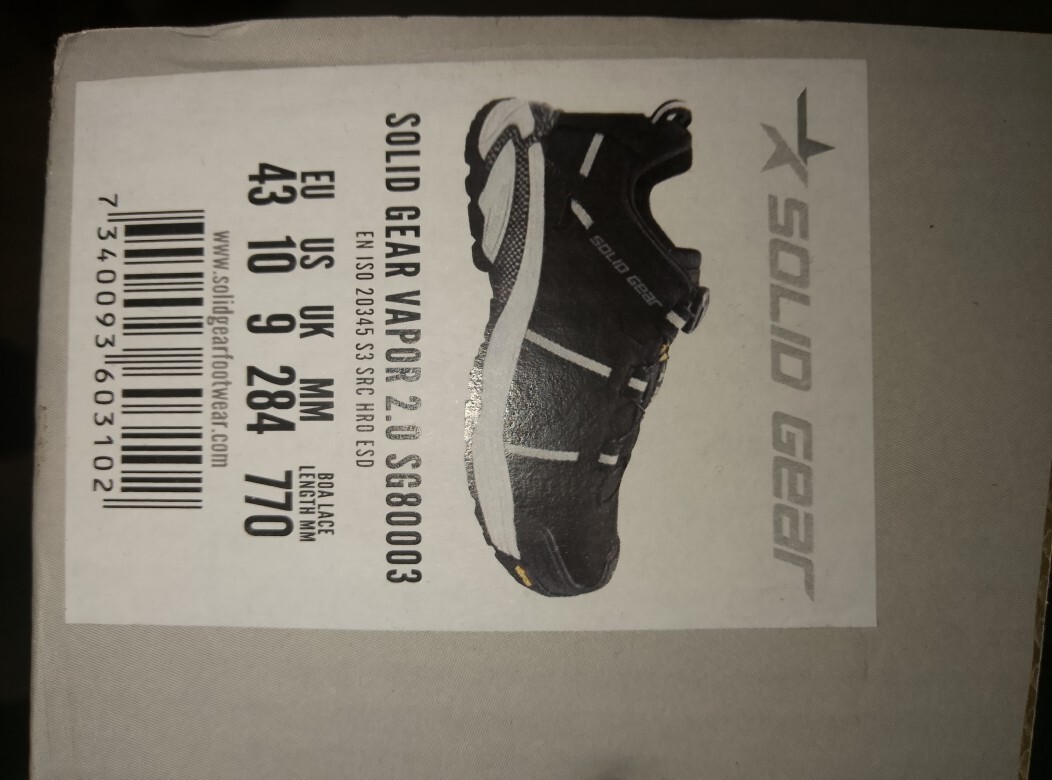 SOLID GEAR
SOLID GEAR
SOLID GEAR VAPOR 2.0 SG80003
EN ISO 20345 S3 SRC HRO ESD
EU US UK MM BOA LACE LENGTH MM
43 10 9 284 770
www.solidgearfootwear.com
7 340093 603102